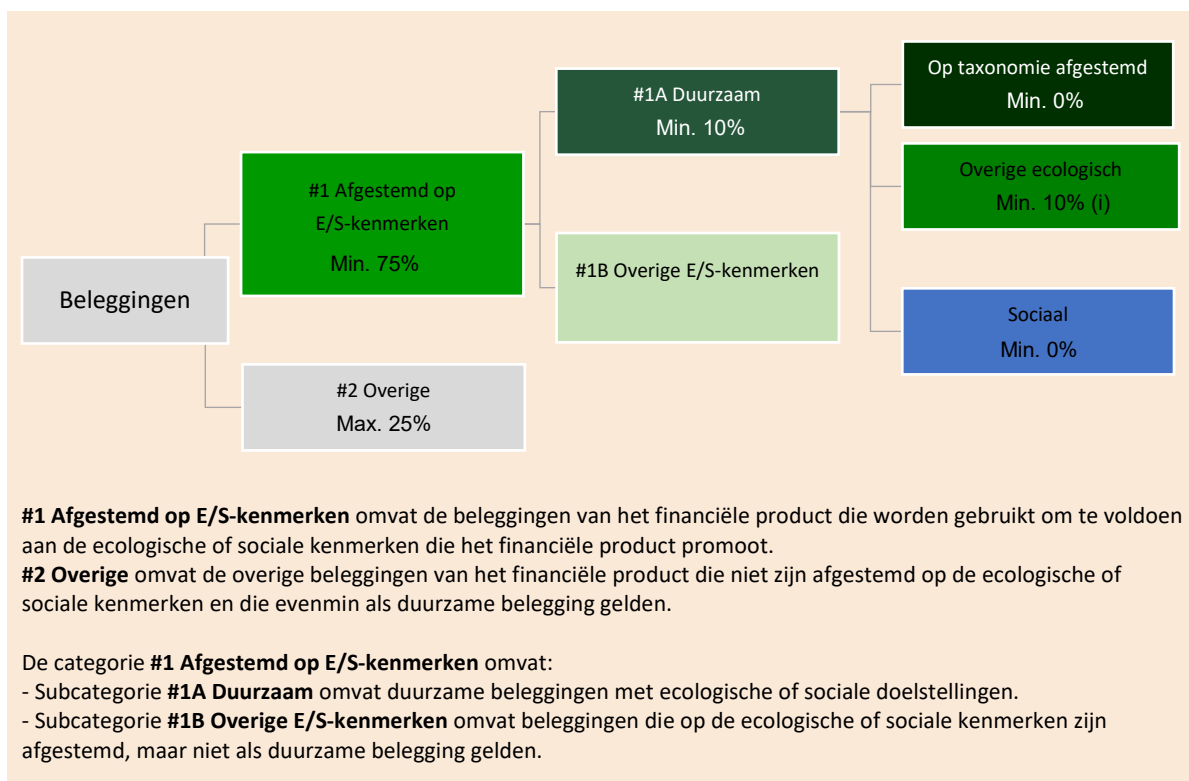 Beleggingen
#1 Afgestemd op
E/S-kenmerken
Min. 75%
#2 Overige
Max. 25%
#1A Duurzaam
Min. 10%
#1B Overige E/S-kenmerken
Op taxonomie afgestemd
Min. 0%
Overige ecologisch
Min. 10% (i)
Sociaal
Min. 0%
#1 Afgestemd op E/S-kenmerken omvat de beleggingen van het financiële product die worden gebruikt om te voldoen
aan de ecologische of sociale kenmerken die het financiële product promoot.
#2 Overige omvat de overige beleggingen van het financiële product die niet zijn afgestemd op de ecologische of
sociale kenmerken en die evenmin als duurzame belegging gelden.
De categorie #1 Afgestemd op E/S-kenmerken omvat:
- Subcategorie #1A Duurzaam omvat duurzame beleggingen met ecologische of sociale doelstellingen.
- Subcategorie #1B Overige E/S-kenmerken omvat beleggingen die op de ecologische of sociale kenmerken zijn
afgestemd, maar niet als duurzame belegging gelden.